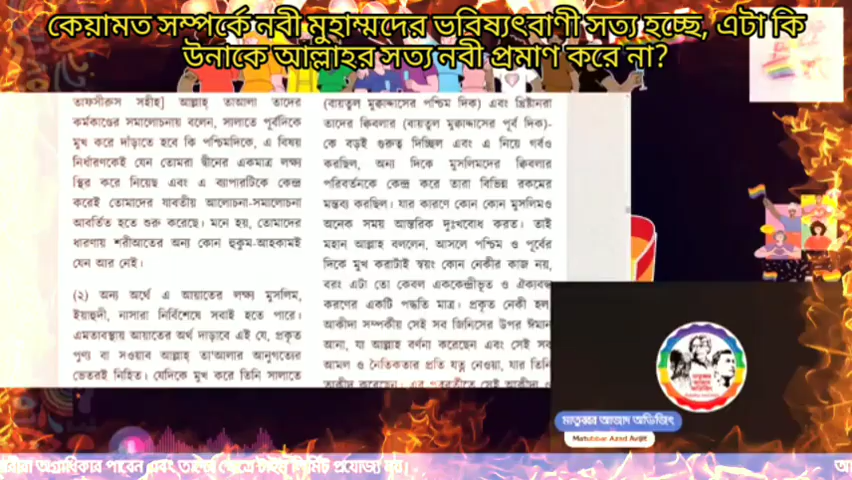 কেয়ামত সম্পর্কে নবী মুহাম্মদের ভবিষ্যৎবাণী সত্য হচ্ছে, এটা কি
উনাকে আল্লাহর সত্য নবী প্রমাণ করে না?
তাফসীরুস সহীহ] আল্লাহ্ তাআলা তাদের
কর্মকাণ্ডের সমালোচনায় বলেন, সালাতে পূর্বদিকে
মুখ করে দাঁড়াতে হবে কি পশ্চিমদিকে, এ বিষয়
নির্ধারণকেই যেন তোমরা দ্বীনের একমাত্র লক্ষ্য
স্থির করে নিয়েছ এবং এ ব্যাপারটিকে কেন্দ্র
করেই তোমাদের যাবতীয় আলোচনা-সমালোচনা
আবর্তিত হতে শুরু করেছে। মনে হয়, তোমাদের
ধারণায় শরীআতের অন্য কোন হুকুম-আহকামই
যেন আর নেই।
(২) অন্য অর্থে এ আয়াতের লক্ষ্য মুসলিম,
ইয়াহুদী, নাসারা নির্বিশেষে সবাই হতে পারে।
এমতাবস্থায় আয়াতের অর্থ দাড়াবে এই যে, প্রকৃত
পুণ্য বা সওয়াব আল্লাহ্ তা'আলার আনুগত্যের
ভেতরই নিহিত। যেদিকে মুখ করে তিনি সালাতে
(বায়তুল মুক্বাদ্দাসের পশ্চিম দিক) এবং খ্রিষ্টানরা
তাদের ক্বিবলার (বায়তুল মুক্বাদ্দাসের পূর্ব দিক)-
কে বড়ই গুরুত্ব দিচ্ছিল এবং এ নিয়ে গর্বও
করছিল, অন্য দিকে মুসলিমদের ক্বিবলার
পরিবর্তনকে কেন্দ্র করে তারা বিভিন্ন রকমের
মন্তব্য করছিল। যার কারণে কোন কোন মুসলিমও
অনেক সময় আন্তরিক দুঃখবোধ করত। তাই
মহান আল্লাহ বললেন, আসলে পশ্চিম ও পূর্বের
দিকে মুখ করাটাই স্বয়ং কোন নেকীর কাজ নয়,
বরং এটা তো কেবল এককেন্দ্রীভূত ও ঐক্যবদ্ধ
করণের একটি পদ্ধতি মাত্র। প্রকৃত নেকী হল
আকীদা সম্পর্কীয় সেই সব জিনিসের উপর ঈমান
আনা, যা আল্লাহ বর্ণনা করেছেন এবং সেই সব
আমল ও নৈতিকতার প্রতি যত্ন নেওয়া, যার তিনি
মাতুব্বর আজাদ অভিজিৎ
Matubbar Azad Avijit
অগ্রাধিকার পাবেন এবং তাদের ক্ষেত্রে টাইম লিমিট প্রযোজ্য নয়।